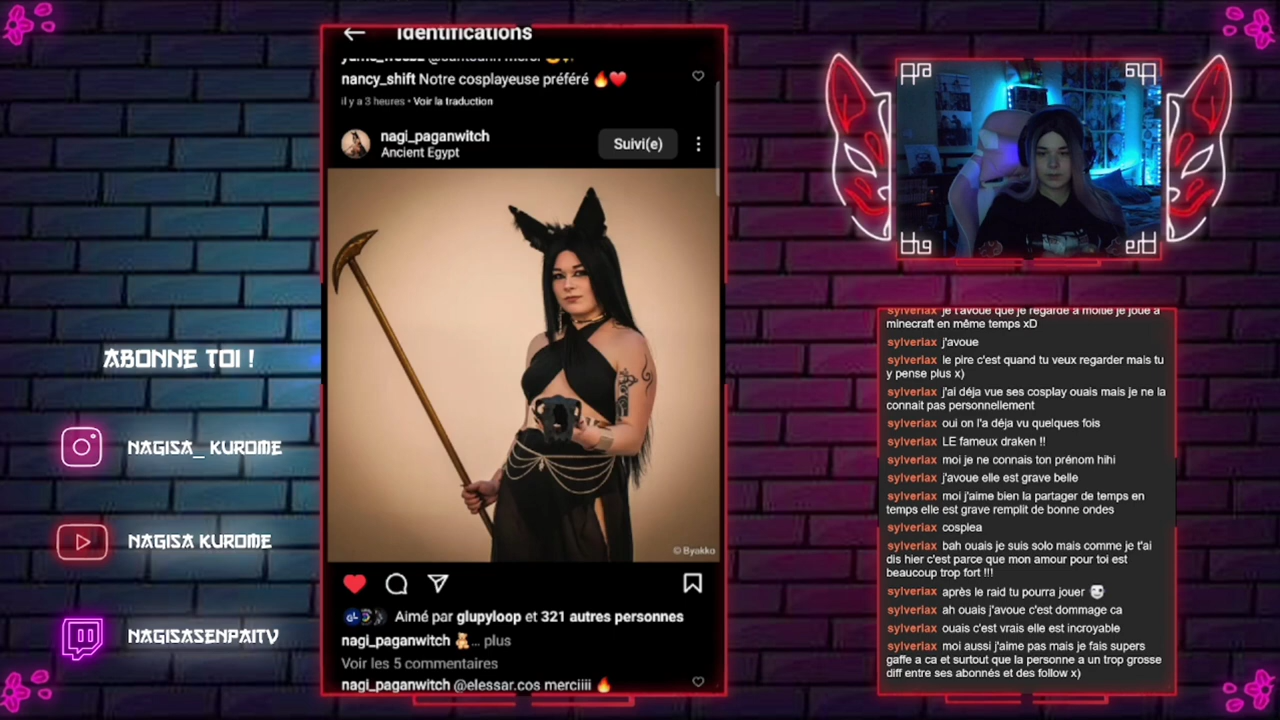 Identifications
nancy_shift Notre cosplayeuse préféré 🔥❤️
il y a 3 heures • Voir la traduction
nagi_paganwitch
Ancient Egypt
Suivi(e)
© Byakko
Aimé par glupyloop et 321 autres personnes
nagi_paganwitch 🧸... plus
Voir les 5 commentaires
nagi_paganwitch @elessar.cos merciiii 🔥
ABONNE TOI !
NAGISA_ KUROME
NAGISA KUROME
NAGISASENPAITV
sylveriax je t'avoue que je regarde a moitié je joue a
minecraft en même temps xD
sylveriax j'avoue
sylveriax le pire c'est quand tu veux regarder mais tu
y pense plus x)
sylveriax j'ai déja vue ses cosplay ouais mais je ne la
connait pas personnellement
sylveriax oui on l'a déja vu quelques fois
sylveriax LE fameux draken !!
sylveriax moi je ne connais ton prénom hihi
sylveriax j'avoue elle est grave belle
sylveriax moi j'aime bien la partager de temps en
temps elle est grave remplit de bonne ondes
sylveriax cosplea
sylveriax bah ouais je suis solo mais comme je t'ai
dis hier c'est parce que mon amour pour toi est
beaucoup trop fort !!!
sylveriax après le raid tu pourra jouer
sylveriax ah ouais j'avoue c'est dommage ca
sylveriax ouais c'est vrais elle est incroyable
sylveriax moi aussi j'aime pas mais je fais supers
gaffe a ca et surtout que la personne a un trop grosse
diff entre ses abonnés et des follow x)